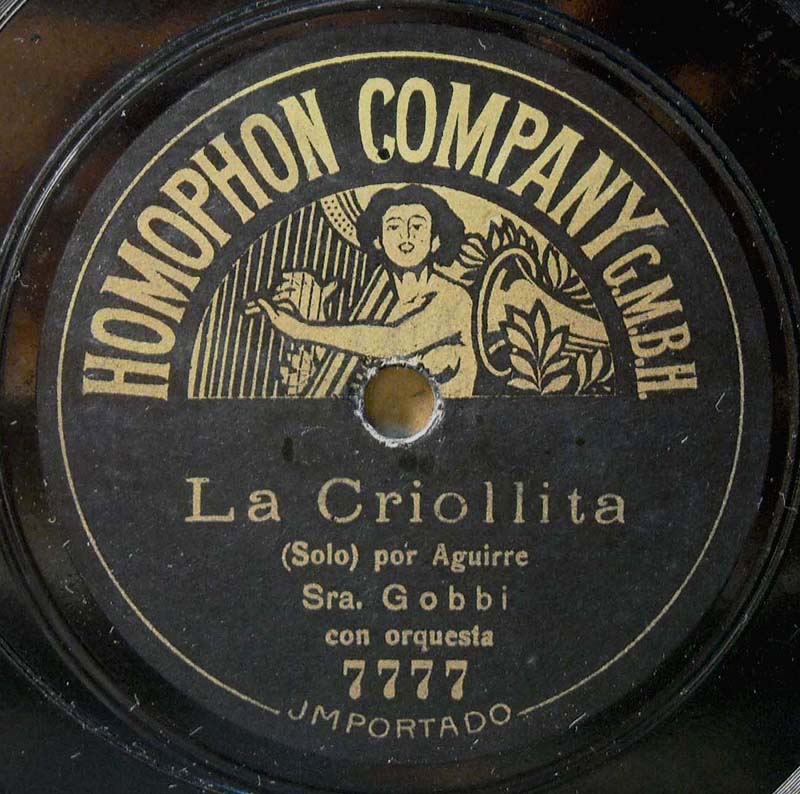 HOMOPHON COMPANY G.M.B.H.
La Criollita
(Solo) por Aguirre
Sra. Gobbi
con orquesta
7777
JMPORTADO